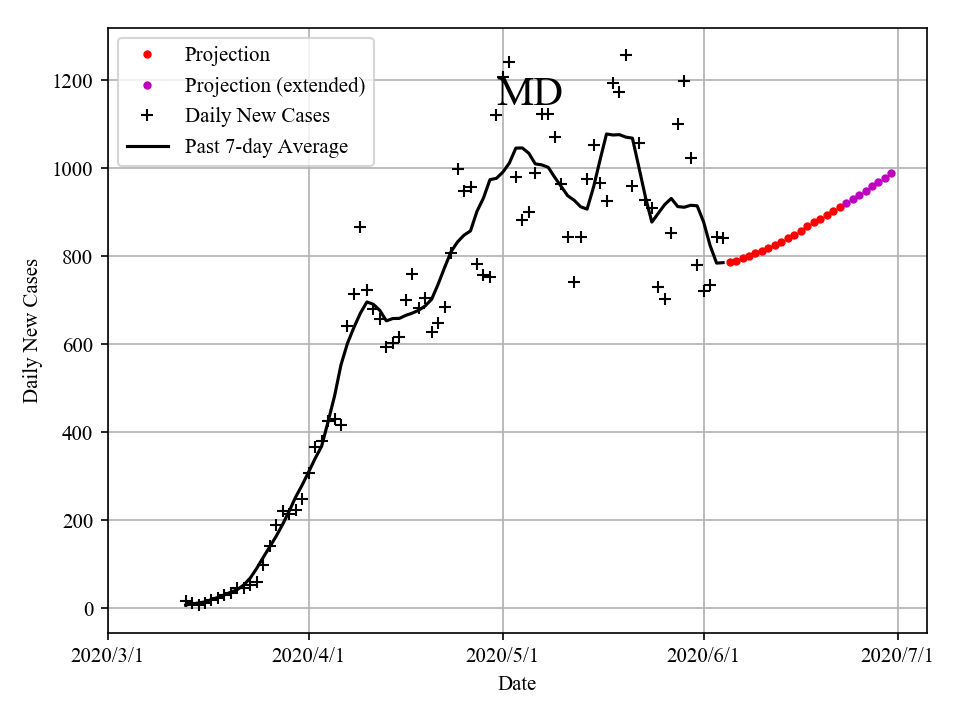 Projection
Projection (extended)
Daily New Cases
Past 7-day Average
MD
1200
1000
800
600
400
200
0
Daily New Cases
2020/3/1
2020/4/1
2020/5/1
2020/6/1
2020/7/1
Date